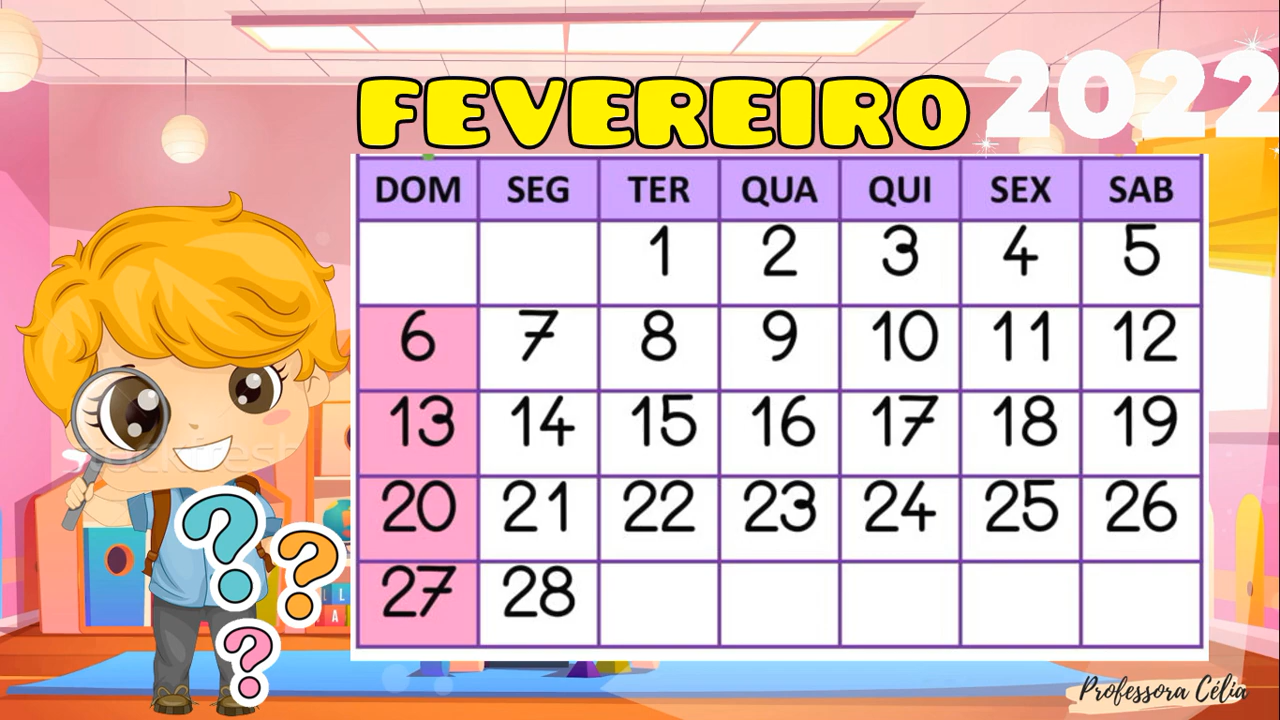 FEVEREIRO 2022
DOM SEG TER QUA QUI SEX SAB
1 2 3 4 5
6 7 8 9 10 11 12
13 14 15 16 17 18 19
20 21 22 23 24 25 26
27 28
? ? ?
Professora Célia